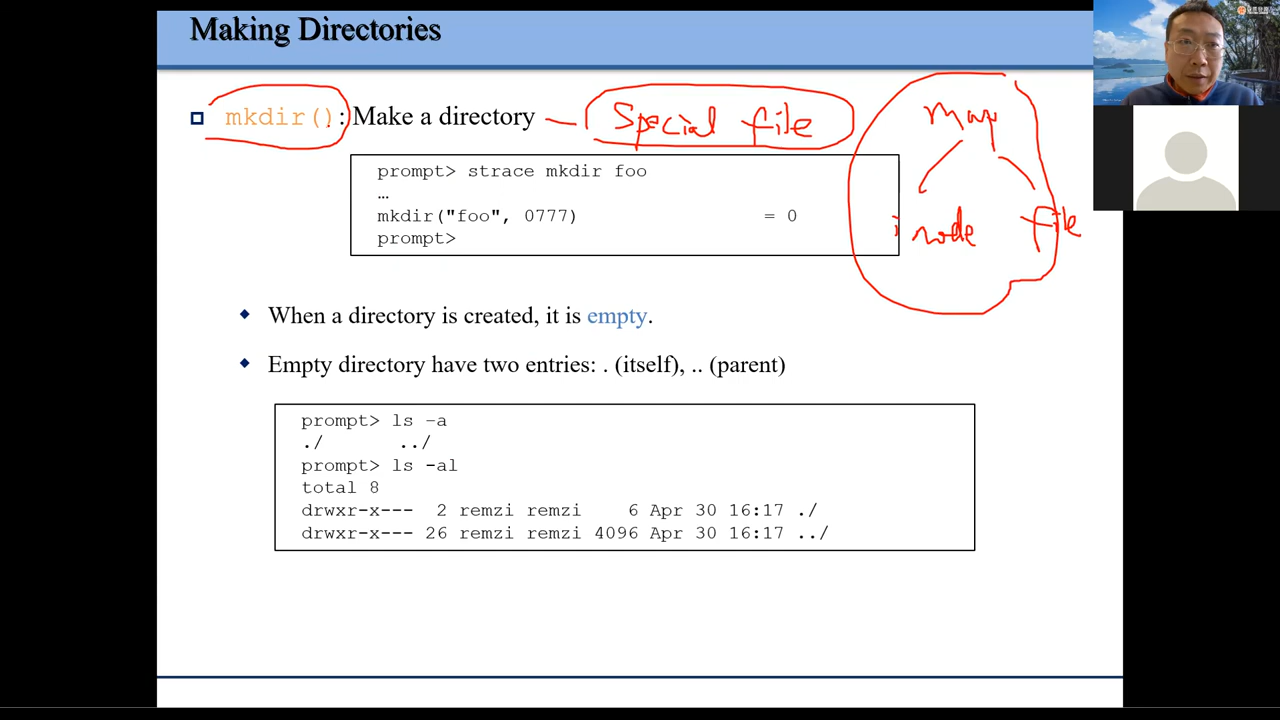 Making Directories
mkdir(): Make a directory — Special file
map
inode file
prompt> strace mkdir foo
…
mkdir("foo", 0777) = 0
prompt>
When a directory is created, it is empty.
Empty directory have two entries: . (itself), .. (parent)
prompt> ls –a
./ ../
prompt> ls -al
total 8
drwxr-x--- 2 remzi remzi 6 Apr 30 16:17 ./
drwxr-x--- 26 remzi remzi 4096 Apr 30 16:17 ../